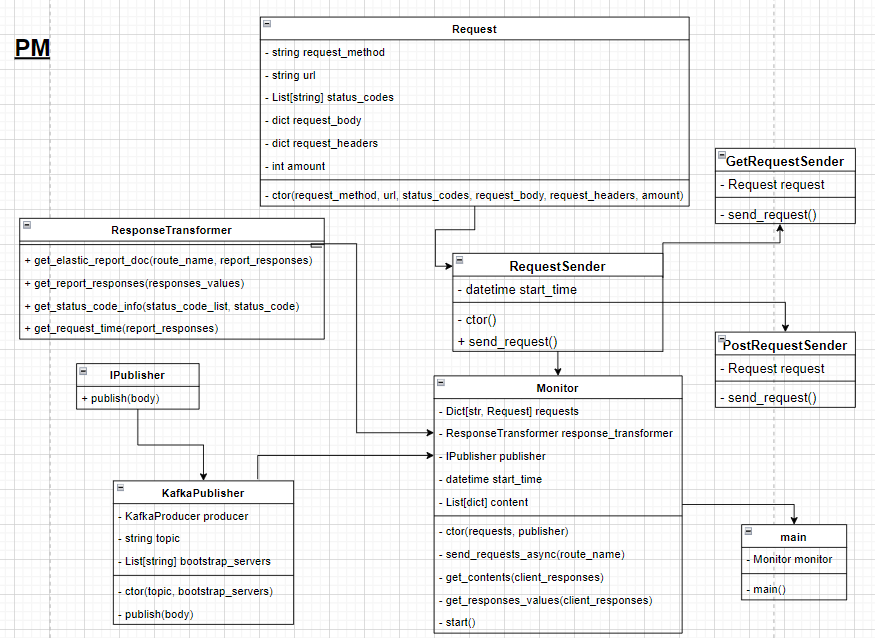 PM
Request
- string request_method
- string url
- List[string] status_codes
- dict request_body
- dict request_headers
- int amount
- ctor(request_method, url, status_codes, request_body, request_headers, amount)
GetRequestSender
- Request request
- send_request()
ResponseTransformer
+ get_elastic_report_doc(route_name, report_responses)
+ get_report_responses(responses_values)
+ get_status_code_info(status_code_list, status_code)
+ get_request_time(report_responses)
RequestSender
- datetime start_time
- ctor()
+ send_request()
PostRequestSender
- Request request
- send_request()
IPublisher
+ publish(body)
Monitor
- Dict[str, Request] requests
- ResponseTransformer response_transformer
- IPublisher publisher
- datetime start_time
- List[dict] content
- ctor(requests, publisher)
- send_requests_async(route_name)
- get_contents(client_responses)
- get_responses_values(client_responses)
- start()
KafkaPublisher
- KafkaProducer producer
- string topic
- List[string] bootstrap_servers
- ctor(topic, bootstrap_servers)
- publish(body)
main
- Monitor monitor
- main()